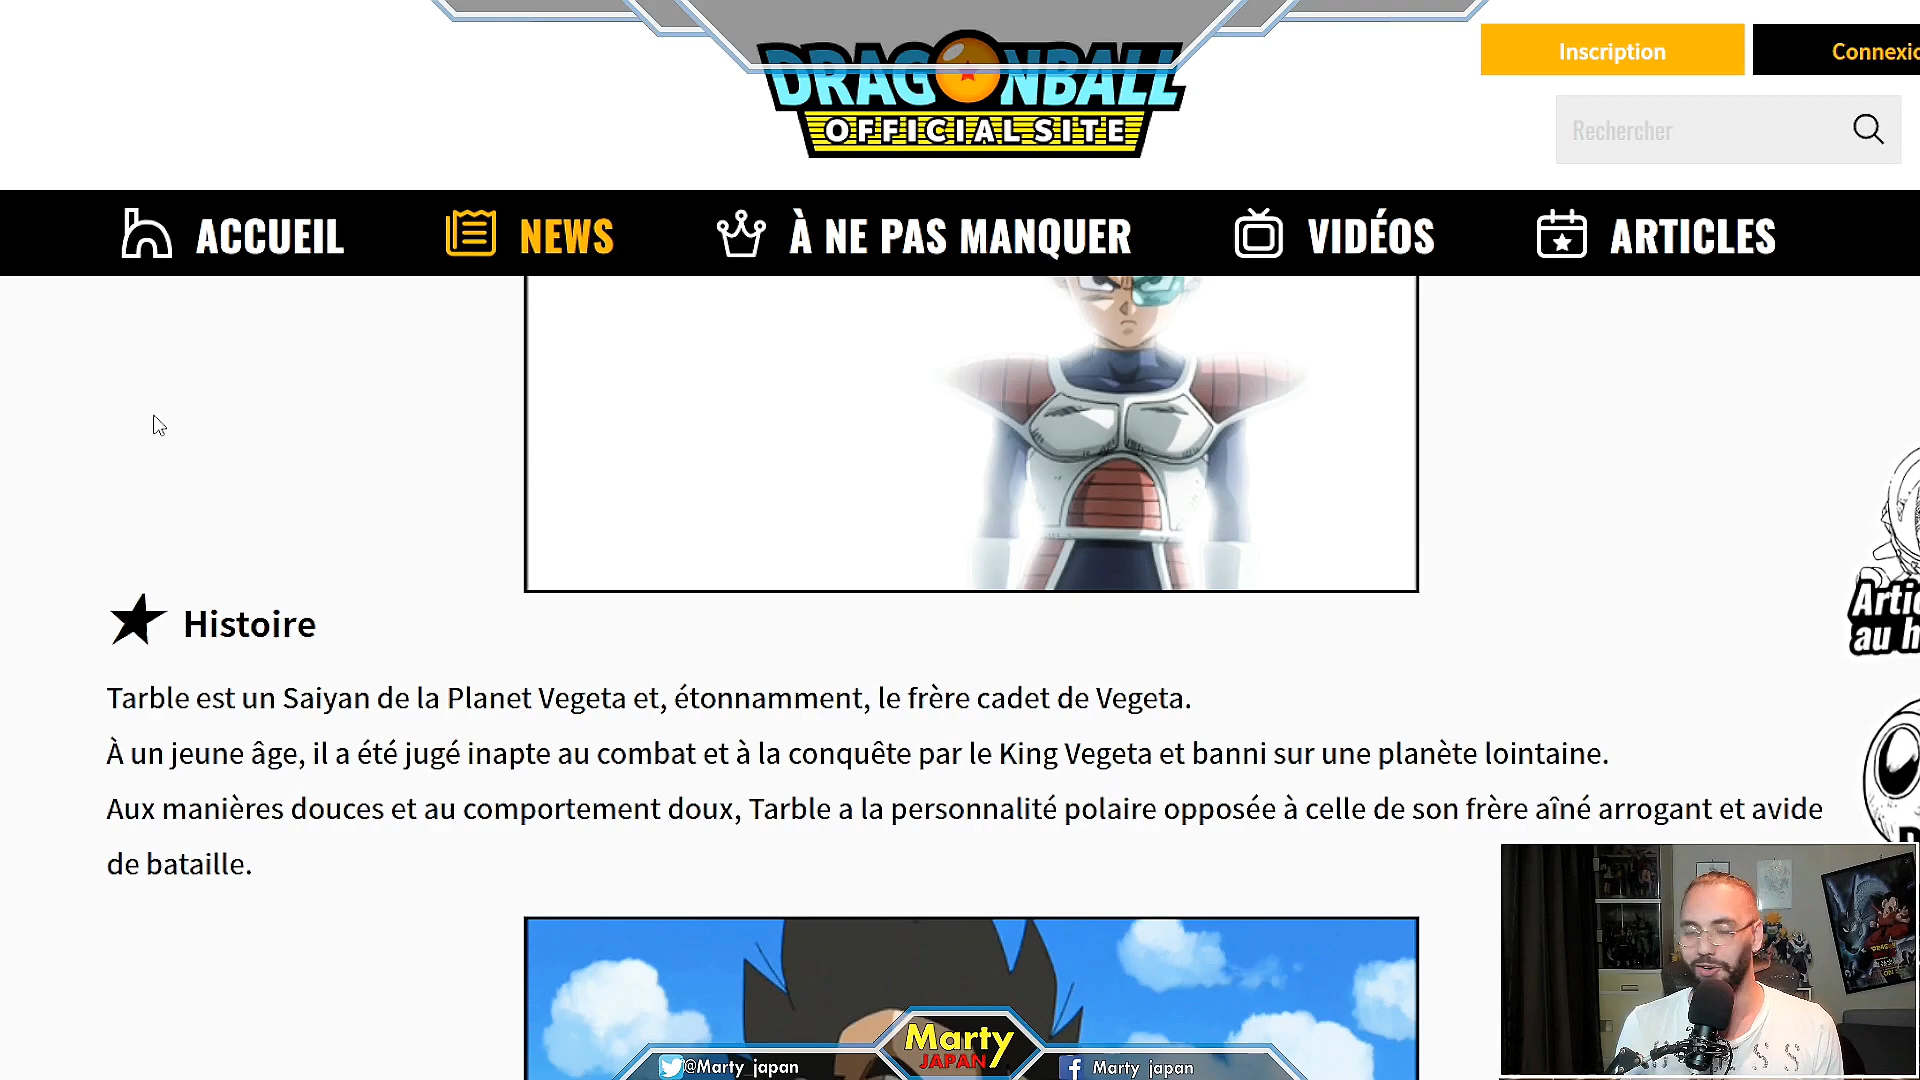 DRAGONBALL
OFFICIAL SITE
Inscription
Connexio
Rechercher
ACCUEIL
NEWS
À NE PAS MANQUER
VIDÉOS
ARTICLES
Histoire
Tarble est un Saiyan de la Planet Vegeta et, étonnamment, le frère cadet de Vegeta.
À un jeune âge, il a été jugé inapte au combat et à la conquête par le King Vegeta et banni sur une planète lointaine.
Aux manières douces et au comportement doux, Tarble a la personnalité polaire opposée à celle de son frère aîné arrogant et avide
de bataille.
Artic
au h
Marty
JAPAN
@Marty_japan
Marty japan